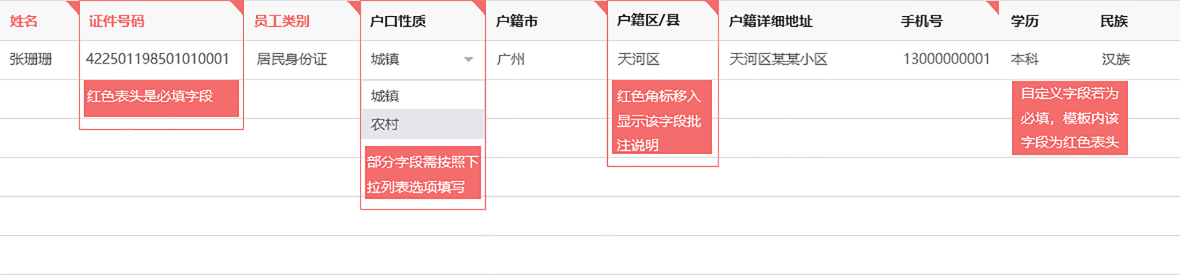 姓名 证件号码 员工类别 户口性质 户籍市 户籍区/县 户籍详细地址 手机号 学历 民族
张珊珊 422501198501010001 居民身份证 城镇 广州 天河区 天河区某某小区 13000000001 本科 汉族
红色表头是必填字段
城镇
农村
部分字段需按照下
拉列表选项填写
红色角标移入
显示该字段批
注说明
自定义字段若为
必填，模板内该
字段为红色表头